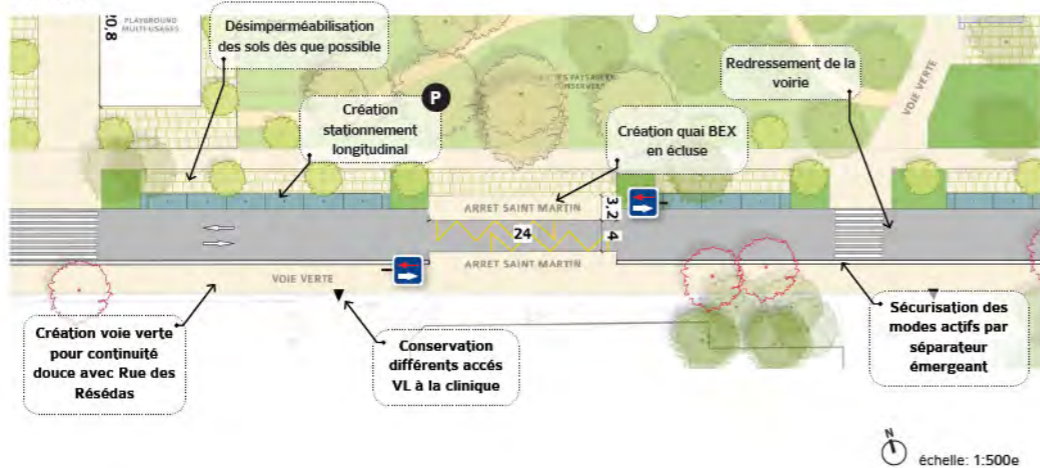 20,8
PLAYGROUND
MULTI-USAGES
Désimperméabilisation
des sols dès que possible
P
Création
stationnement
longitudinal
Création quai BEX
en écluse
Redressement de la
voirie
VOIE VERTE
ARRET SAINT MARTIN
3,2
24
4
ARRET SAINT MARTIN
VOIE VERTE
Création voie verte
pour continuité
douce avec Rue des
Résédas
Conservation
différents accés
VL à la clinique
Sécurisation des
modes actifs par
séparateur
émergeant
N
échelle: 1:500e